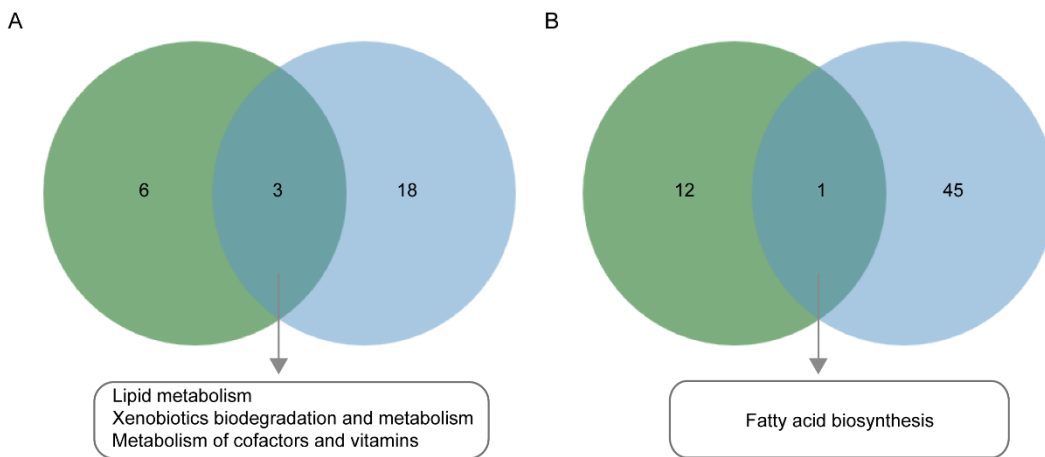 A
B
6
3
18
12
1
45
Lipid metabolism
Xenobiotics biodegradation and metabolism
Metabolism of cofactors and vitamins
Fatty acid biosynthesis